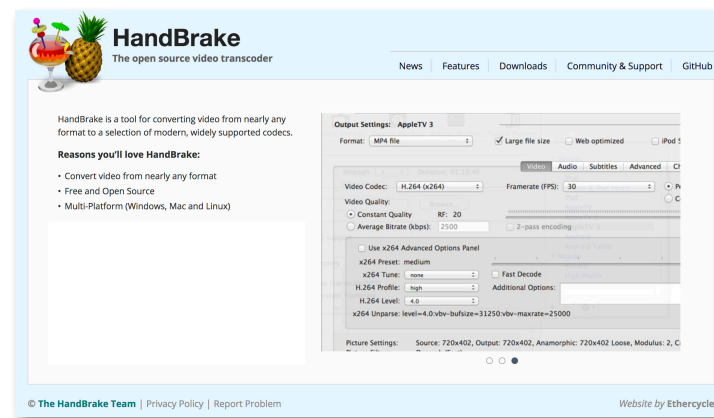 HandBrake
The open source video transcoder
News Features Downloads Community & Support GitHub
HandBrake is a tool for converting video from nearly any
format to a selection of modern, widely supported codecs.
Reasons you'll love HandBrake:
• Convert video from nearly any format
• Free and Open Source
• Multi-Platform (Windows, Mac and Linux)
Output Settings: AppleTV 3
Format: MP4 file Large file size Web optimized iPod
Video Audio Subtitles Advanced
Video Codec: H.264 (x264) Framerate (FPS): 30
Video Quality:
Constant Quality RF: 20
Average Bitrate (kbps): 2500 2-pass encoding
Use x264 Advanced Options Panel
x264 Preset: medium
x264 Tune: none Fast Decode
H.264 Profile: high Additional Options:
H.264 Level: 4.0
x264 Unparse: level=4.0:vbv-bufsize=31250:vbv-maxrate=25000
Picture Settings: Source: 720x402, Output: 720x402, Anamorphic: 720x402 Loose, Modulus: 2,
© The HandBrake Team | Privacy Policy | Report Problem
Website by Ethercycle